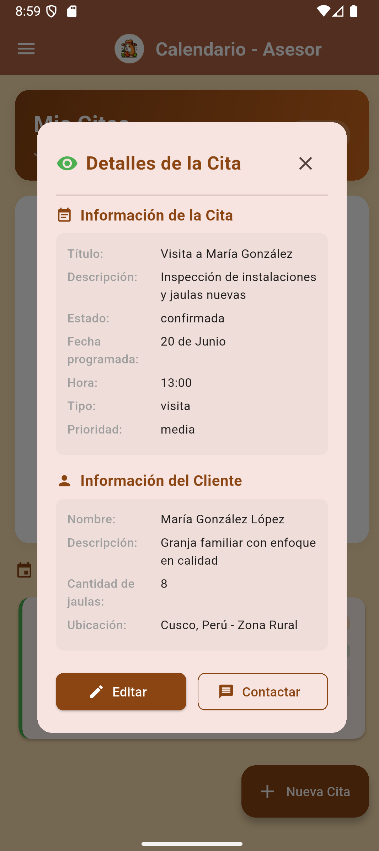 8:59
Calendario - Asesor
Mis Citas
Detalles de la Cita
Información de la Cita
Título: Visita a María González
Descripción: Inspección de instalaciones
y jaulas nuevas
Estado: confirmada
Fecha programada: 20 de Junio
Hora: 13:00
Tipo: visita
Prioridad: media
Información del Cliente
Nombre: María González López
Descripción: Granja familiar con enfoque
en calidad
Cantidad de jaulas: 8
Ubicación: Cusco, Perú - Zona Rural
Editar
Contactar
Nueva Cita